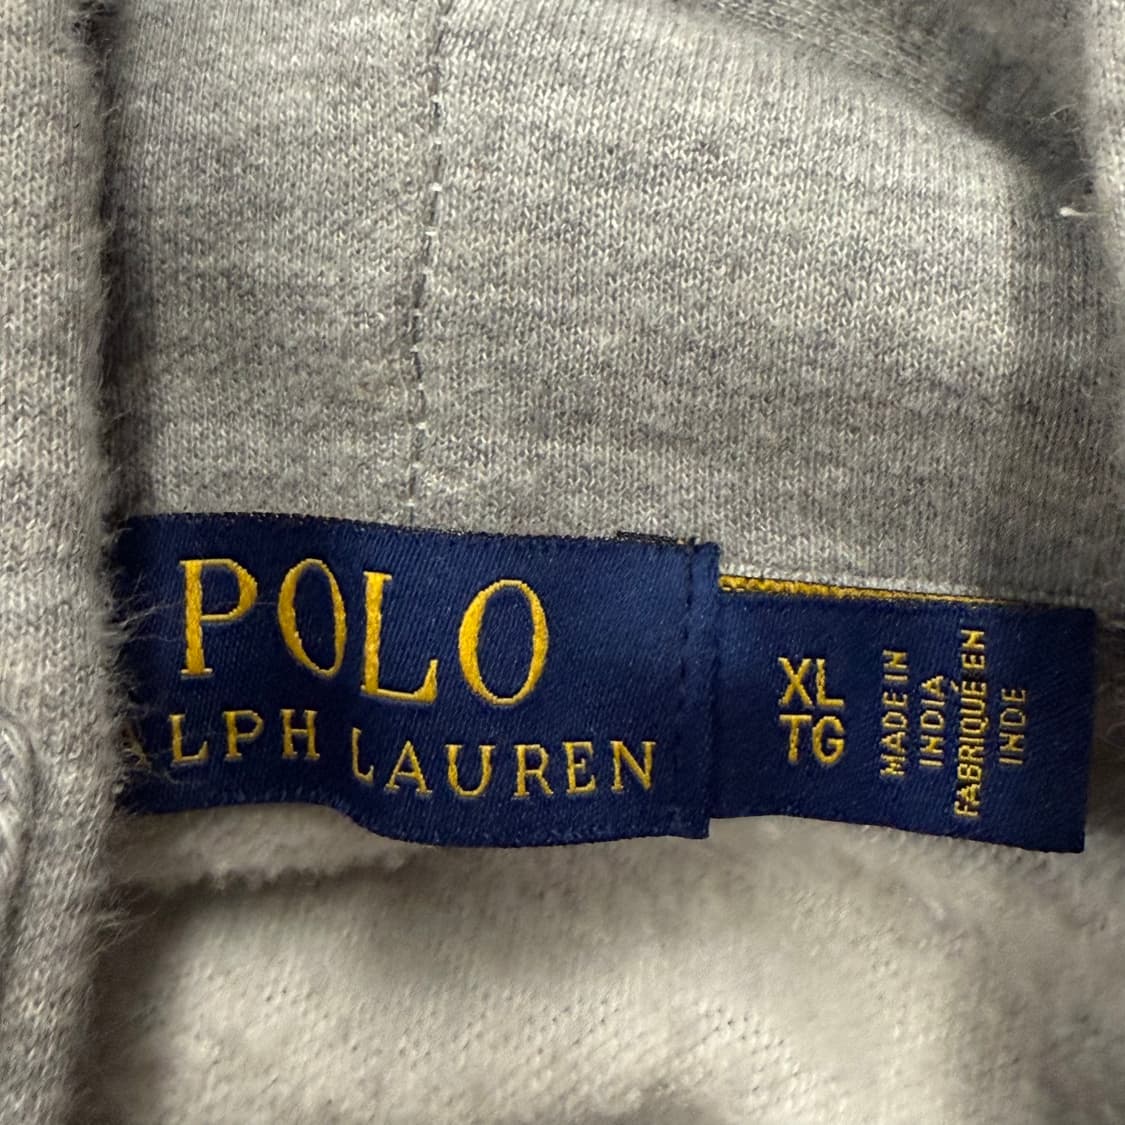 POLO
ALPH LAUREN
XL
TG
MADE IN
INDIA
FABRIQUÉ EN
INDE